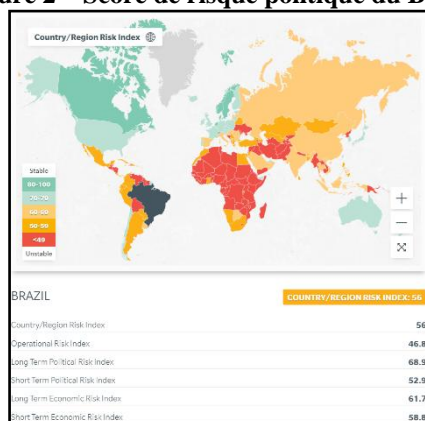 Figure 2 – Score de risque politique du B
Country/Region Risk Index
Stable
80-100
70-79
60-69
50-59
<49
Unstable
+
−
BRAZIL
COUNTRY/REGION RISK INDEX: 56
Country/Region Risk Index 56
Operational Risk Index 46.8
Long Term Political Risk Index 68.9
Short Term Political Risk Index 52.9
Long Term Economic Risk Index 61.7
Short Term Economic Risk Index 58.8